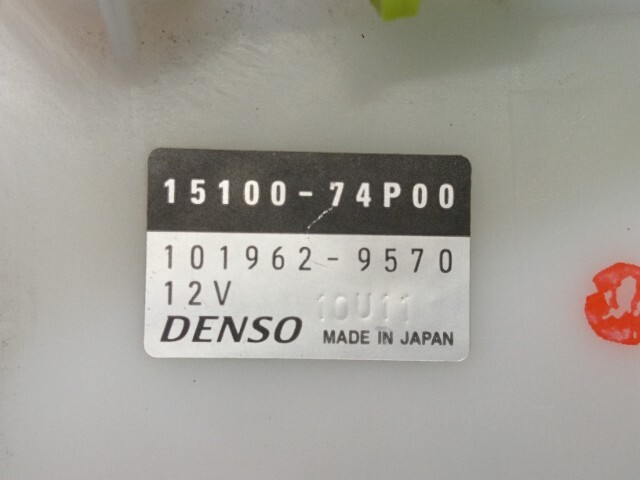 15100-74P00
101962-9570
12V 10U11
DENSO MADE IN JAPAN